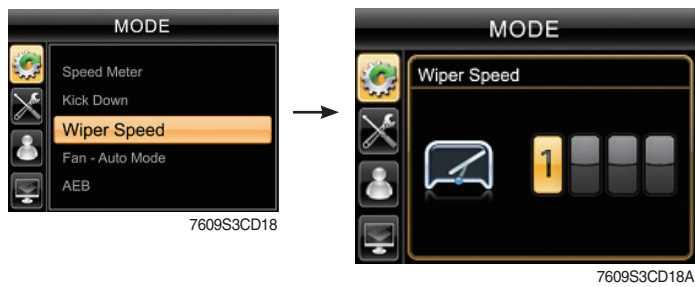 MODE
Speed Meter
Kick Down
Wiper Speed
Fan - Auto Mode
AEB
7609S3CD18
MODE
Wiper Speed
1
7609S3CD18A